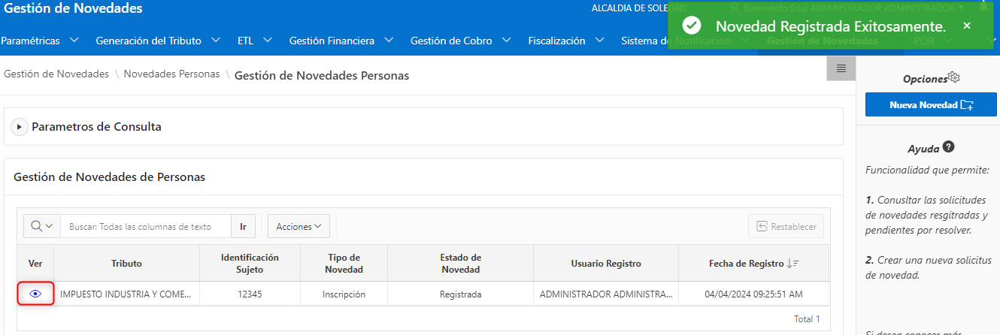 Gestión de Novedades
ALCALDIA DE SOLEDAD
Bienvenido Sr(a) ADMINISTRADOR ADMINISTRADOR
Novedad Registrada Exitosamente.
Paramétricas
Generación del Tributo
ETL
Gestión Financiera
Gestión de Cobro
Fiscalización
Sistema de Notificación
Gestión de Novedades
PQR
Gestión de Novedades \ Novedades Personas \ Gestión de Novedades Personas
Opciones
Nueva Novedad
Parametros de Consulta
Ayuda
Funcionalidad que permite:
1. Conusltar las solicitudes
de novedades resgitradas y
pendientes por resolver.
2. Crear una nueva solicitus
de novedad.
Si desea conocer más
Gestión de Novedades de Personas
Buscar: Todas las columnas de texto
Ir
Acciones
Restablecer
Ver
Tributo
Identificación
Sujeto
Tipo de
Novedad
Estado de
Novedad
Usuario Registro
Fecha de Registro
IMPUESTO INDUSTRIA Y COME...
12345
Inscripción
Registrada
ADMINISTRADOR ADMINISTRA...
04/04/2024 09:25:51 AM
Total 1